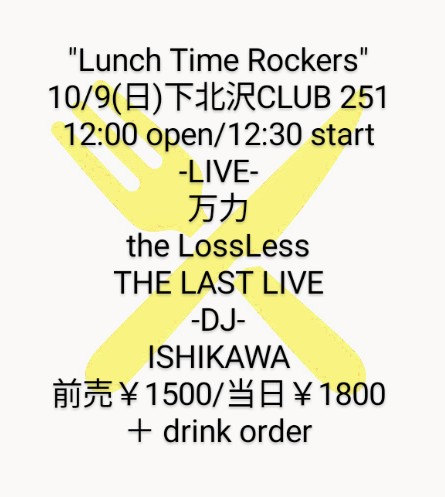 "Lunch Time Rockers"
10/9(日)下北沢CLUB 251
12:00 open/12:30 start
-LIVE-
万力
the LossLess
THE LAST LIVE
-DJ-
ISHIKAWA
前売￥1500/当日￥1800
＋ drink order